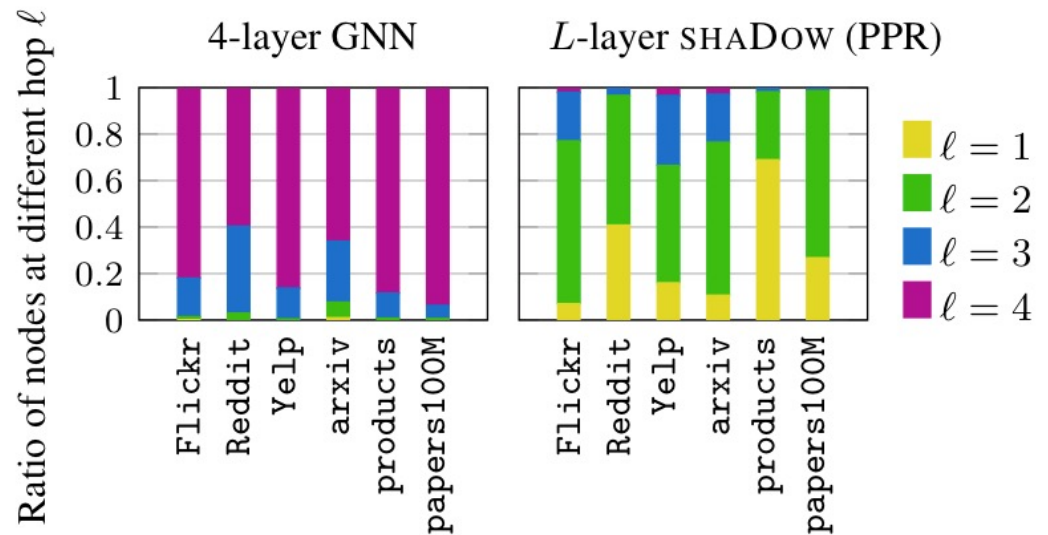 Ratio of nodes at different hop ℓ
4-layer GNN
1
0.8
0.6
0.4
0.2
0
Flickr
Reddit
Yelp
arxiv
products
papers100M
L-layer SHADOW (PPR)
Flickr
Reddit
Yelp
arxiv
products
papers100M
ℓ = 1
ℓ = 2
ℓ = 3
ℓ = 4